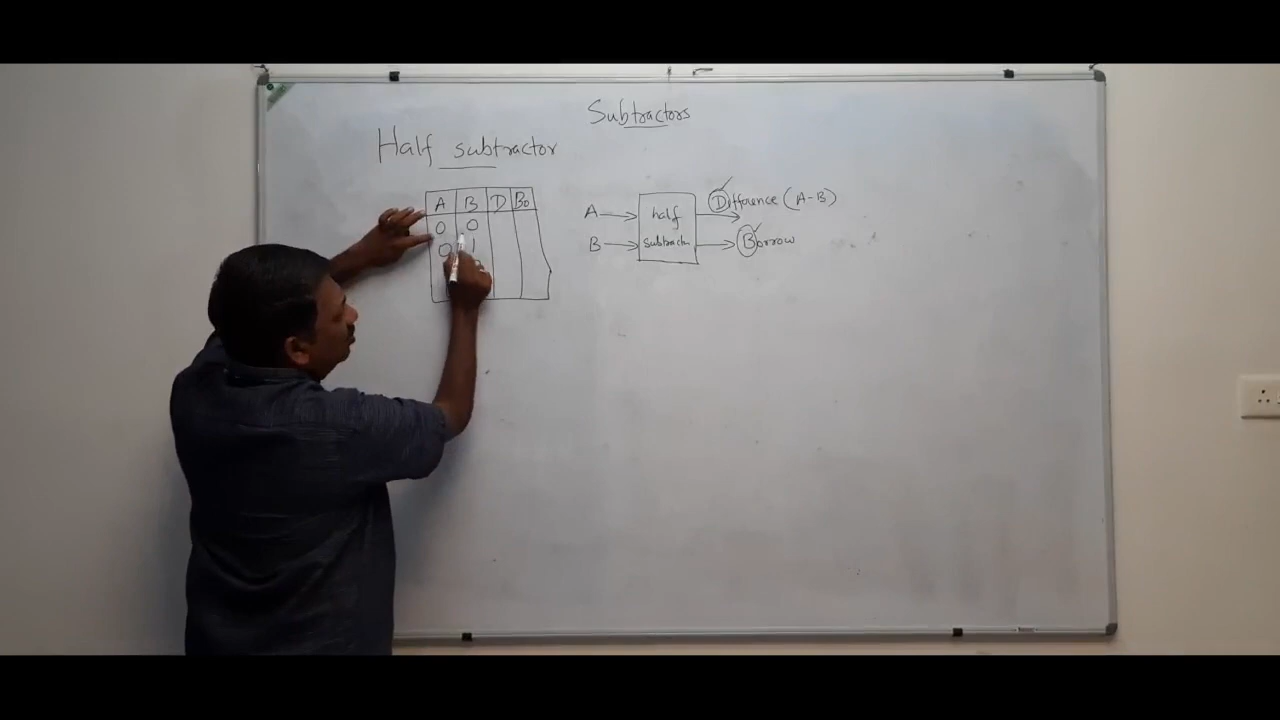 Subtractors
Half subtractor
A B D Bo
0 0
0 1
A half subtractor Difference (A-B)
B Borrow